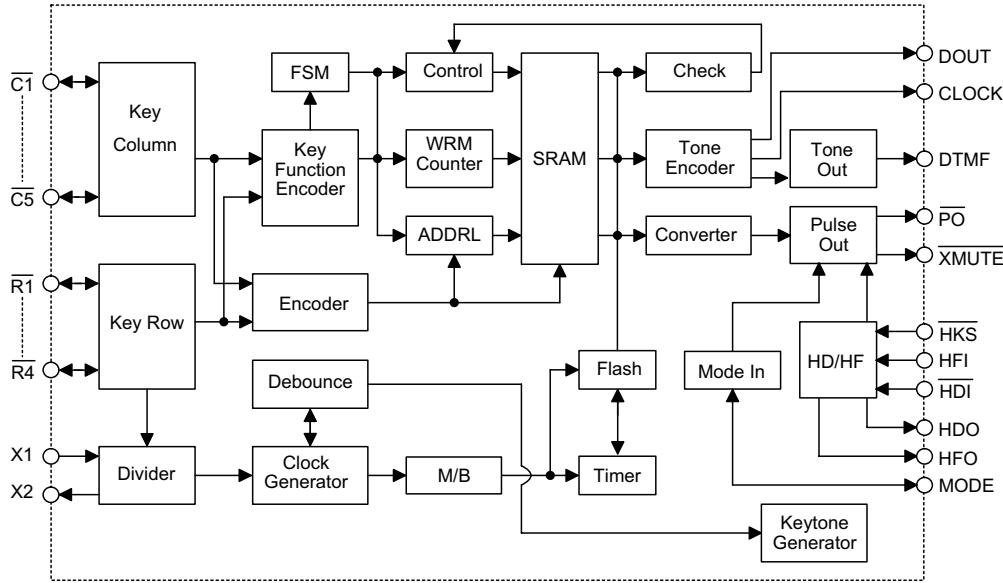 C1
C5
R1
R4
X1
X2
Key
Column
Key Row
Divider
FSM
Key
Function
Encoder
Encoder
Debounce
Clock
Generator
Control
WRM
Counter
ADDRL
M/B
SRAM
Flash
Timer
Check
Tone
Encoder
Converter
Mode In
Tone
Out
Pulse
Out
HD/HF
Keytone
Generator
DOUT
CLOCK
DTMF
PO
XMUTE
HKS
HFI
HDI
HDO
HFO
MODE